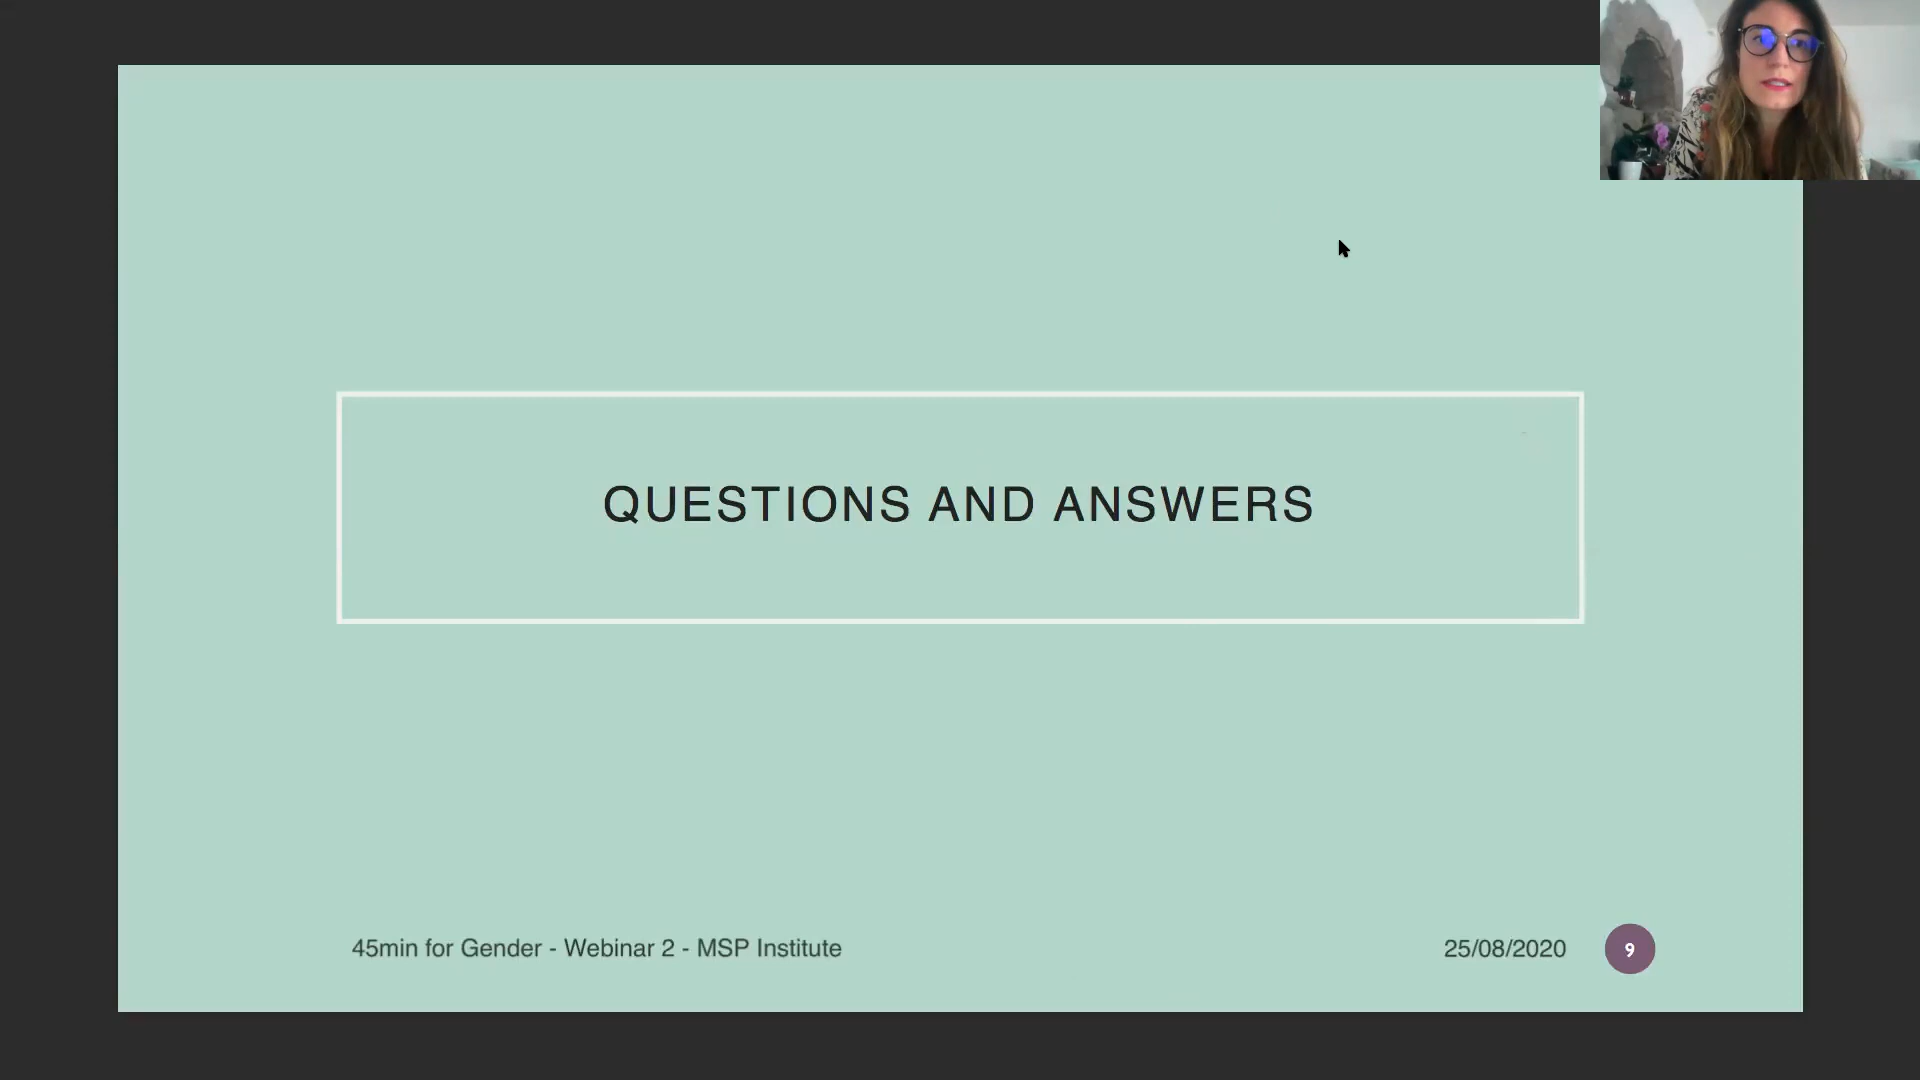 QUESTIONS AND ANSWERS
45min for Gender - Webinar 2 - MSP Institute
25/08/2020
9